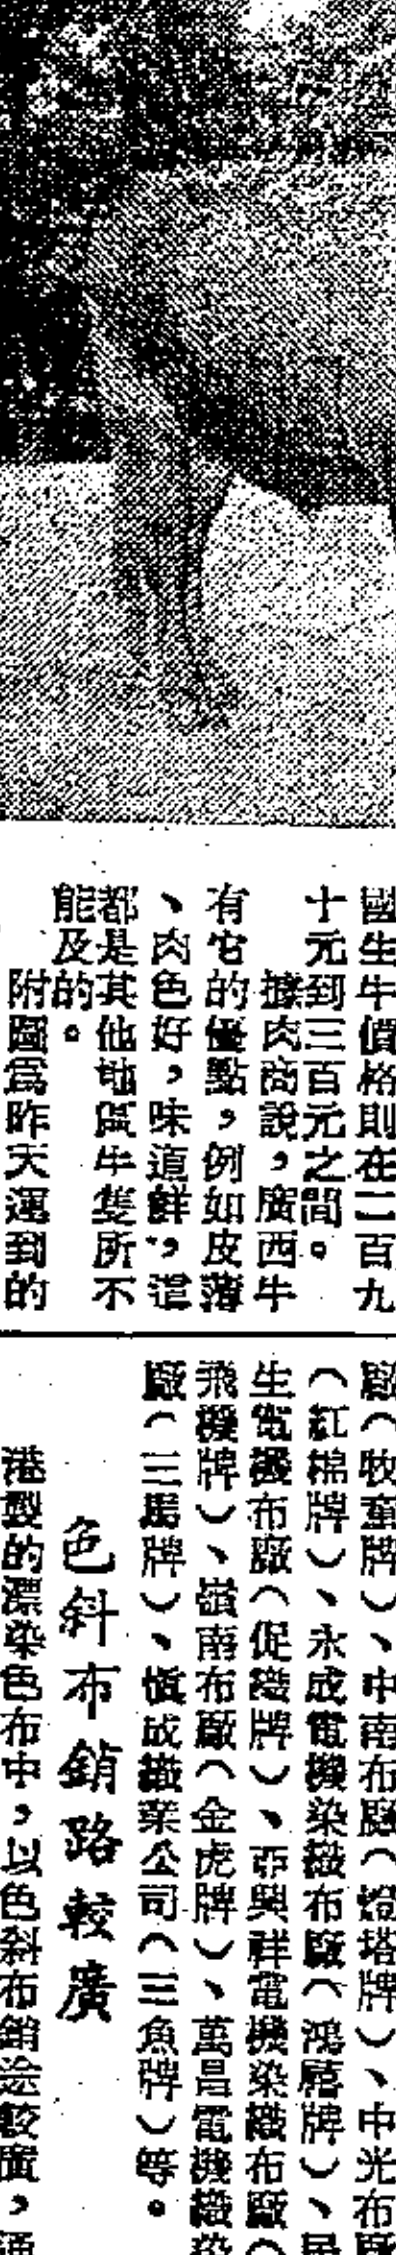 國生牛價格則在二百九
十元到三百元之間。
據肉商說，廣西牛
有它的優點，例如皮薄
、肉色好，味道鮮，這
都是其他地區牛隻所不
能及的。
附圖爲昨天運到的
廠（牧童牌）、中南布廠（燈塔牌）、中光布廠
（紅棉牌）、永成電機染織布廠（鴻禧牌）、民
生電機布廠（促織牌）、亞興祥電機染織布廠（
飛機牌）、嶺南布廠（金虎牌）、萬昌電機織染
廠（三馬牌）、愼成織業公司（三魚牌）等。
色斜布銷路較廣
港製的漂染色布中，以色斜布銷途較廣，通